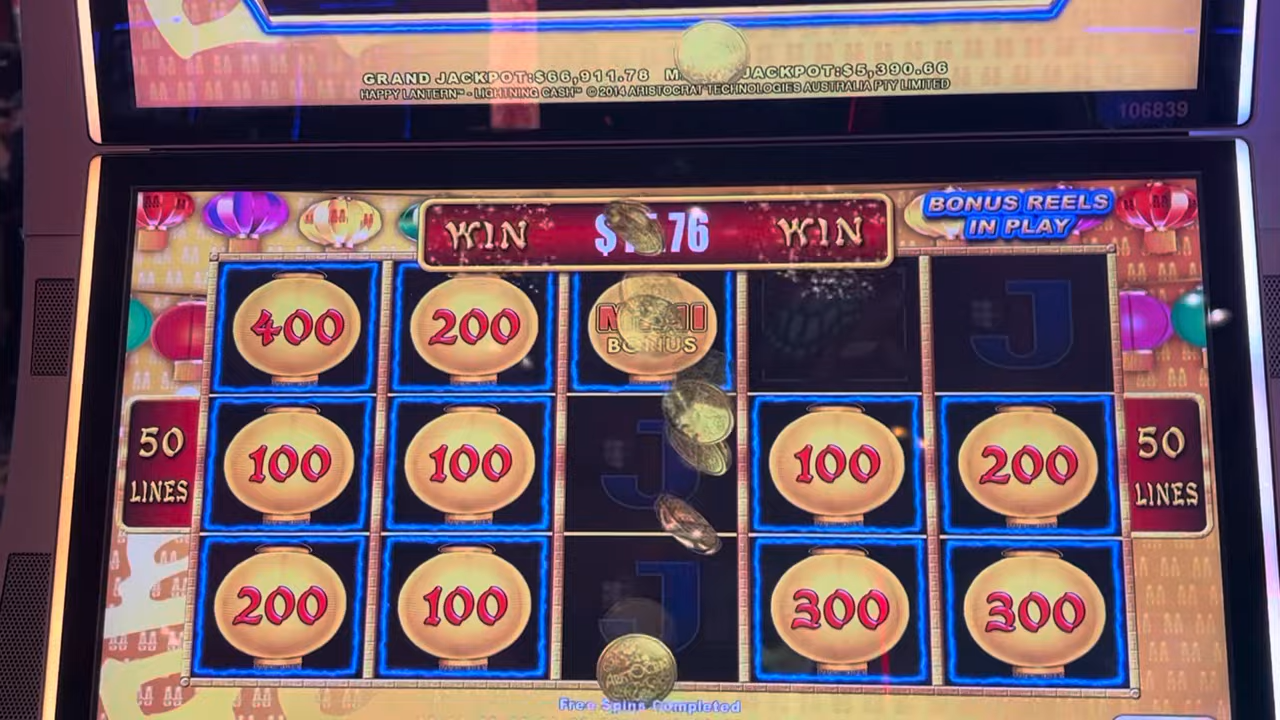 GRAND JACKPOT:$66,911.76 JACKPOT:$5,390.66
HAPPY LANTERN™ - LIGHTNING CASH™ © 2014 ARISTOCRAT TECHNOLOGIES AUSTRALIA PTY LIMITED
106839
WIN WIN
BONUS REELS
IN PLAY
400 200
BONUS
J
50
LINES
100 100 J 100 200
50
LINES
200 100 J 300 300
Free Spins Completed